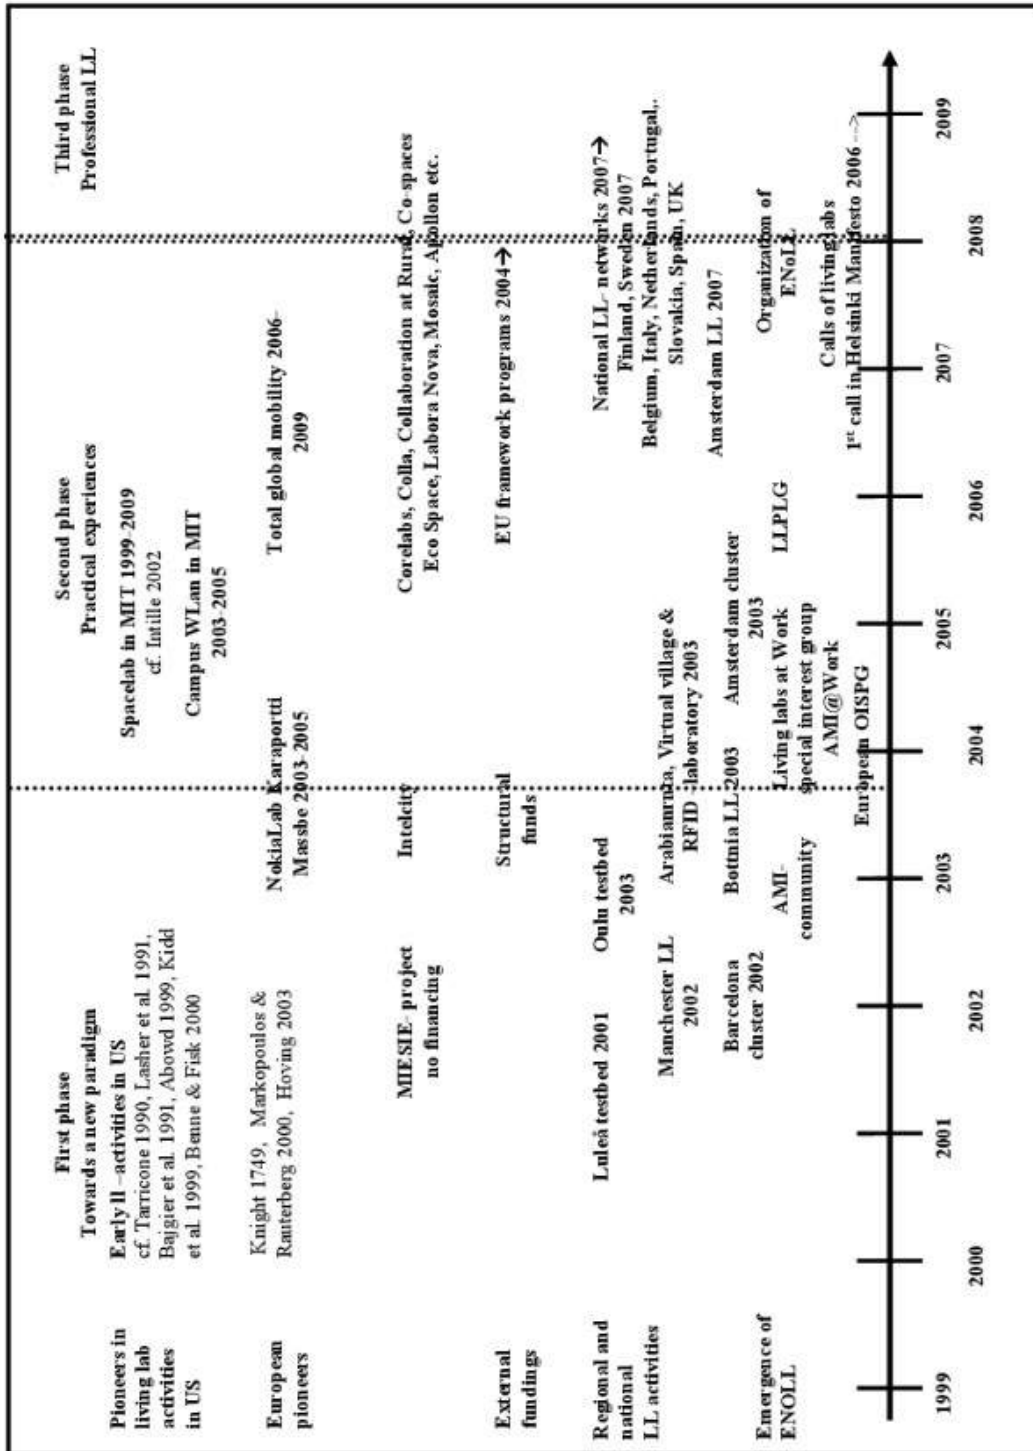 First phase
Towards a new paradigm
Second phase
Practical experiences
Third phase
Professional LL
Pioneers in
living lab
activities
in US
Early ll –activities in US
cf. Tarricone 1990, Lasher et al. 1991,
Bajgier et al. 1991, Abowd 1999, Kidd
et al. 1999, Benne & Fisk 2000
Spacelab in MIT 1999-2009
cf. Intille 2002
Campus WLan in MIT
2003-2005
European
pioneers
Knight 1749, Markopoulos &
Rauterberg 2000, Hoving 2003
NokiaLab Karaportti
Massbe 2003-2005
Total global mobility 2006-
2009
MIESIE- project
no financing
Intelcity
Corelabs, Colla, Collaboration at Rural, Co-spaces
Eco Space, Labora Nova, Mosaic, Apollon etc.
External
fundings
Structural
funds
EU framework programs 2004→
Regional and
national
LL activities
Luleå testbed 2001
Oulu testbed
2003
National LL- networks 2007→
Finland, Sweden 2007
Belgium, Italy, Netherlands, Portugal,.
Slovakia, Spain, UK
Manchester LL
2002
Arabianranta, Virtual village &
RFID –laboratory 2003
Amsterdam LL 2007
Barcelona
cluster 2002
Bottnia LL 2003
Amsterdam cluster
2003
Emergence of
ENOLL
AMI-
community
Living labs at Work
special interest group
AMI@Work
European OISPG
LLPLG
Organization of
ENoLL
Calls of living labs
1st call in Helsinki Manifesto 2006 -->
1999
2000
2001
2002
2003
2004
2005
2006
2007
2008
2009